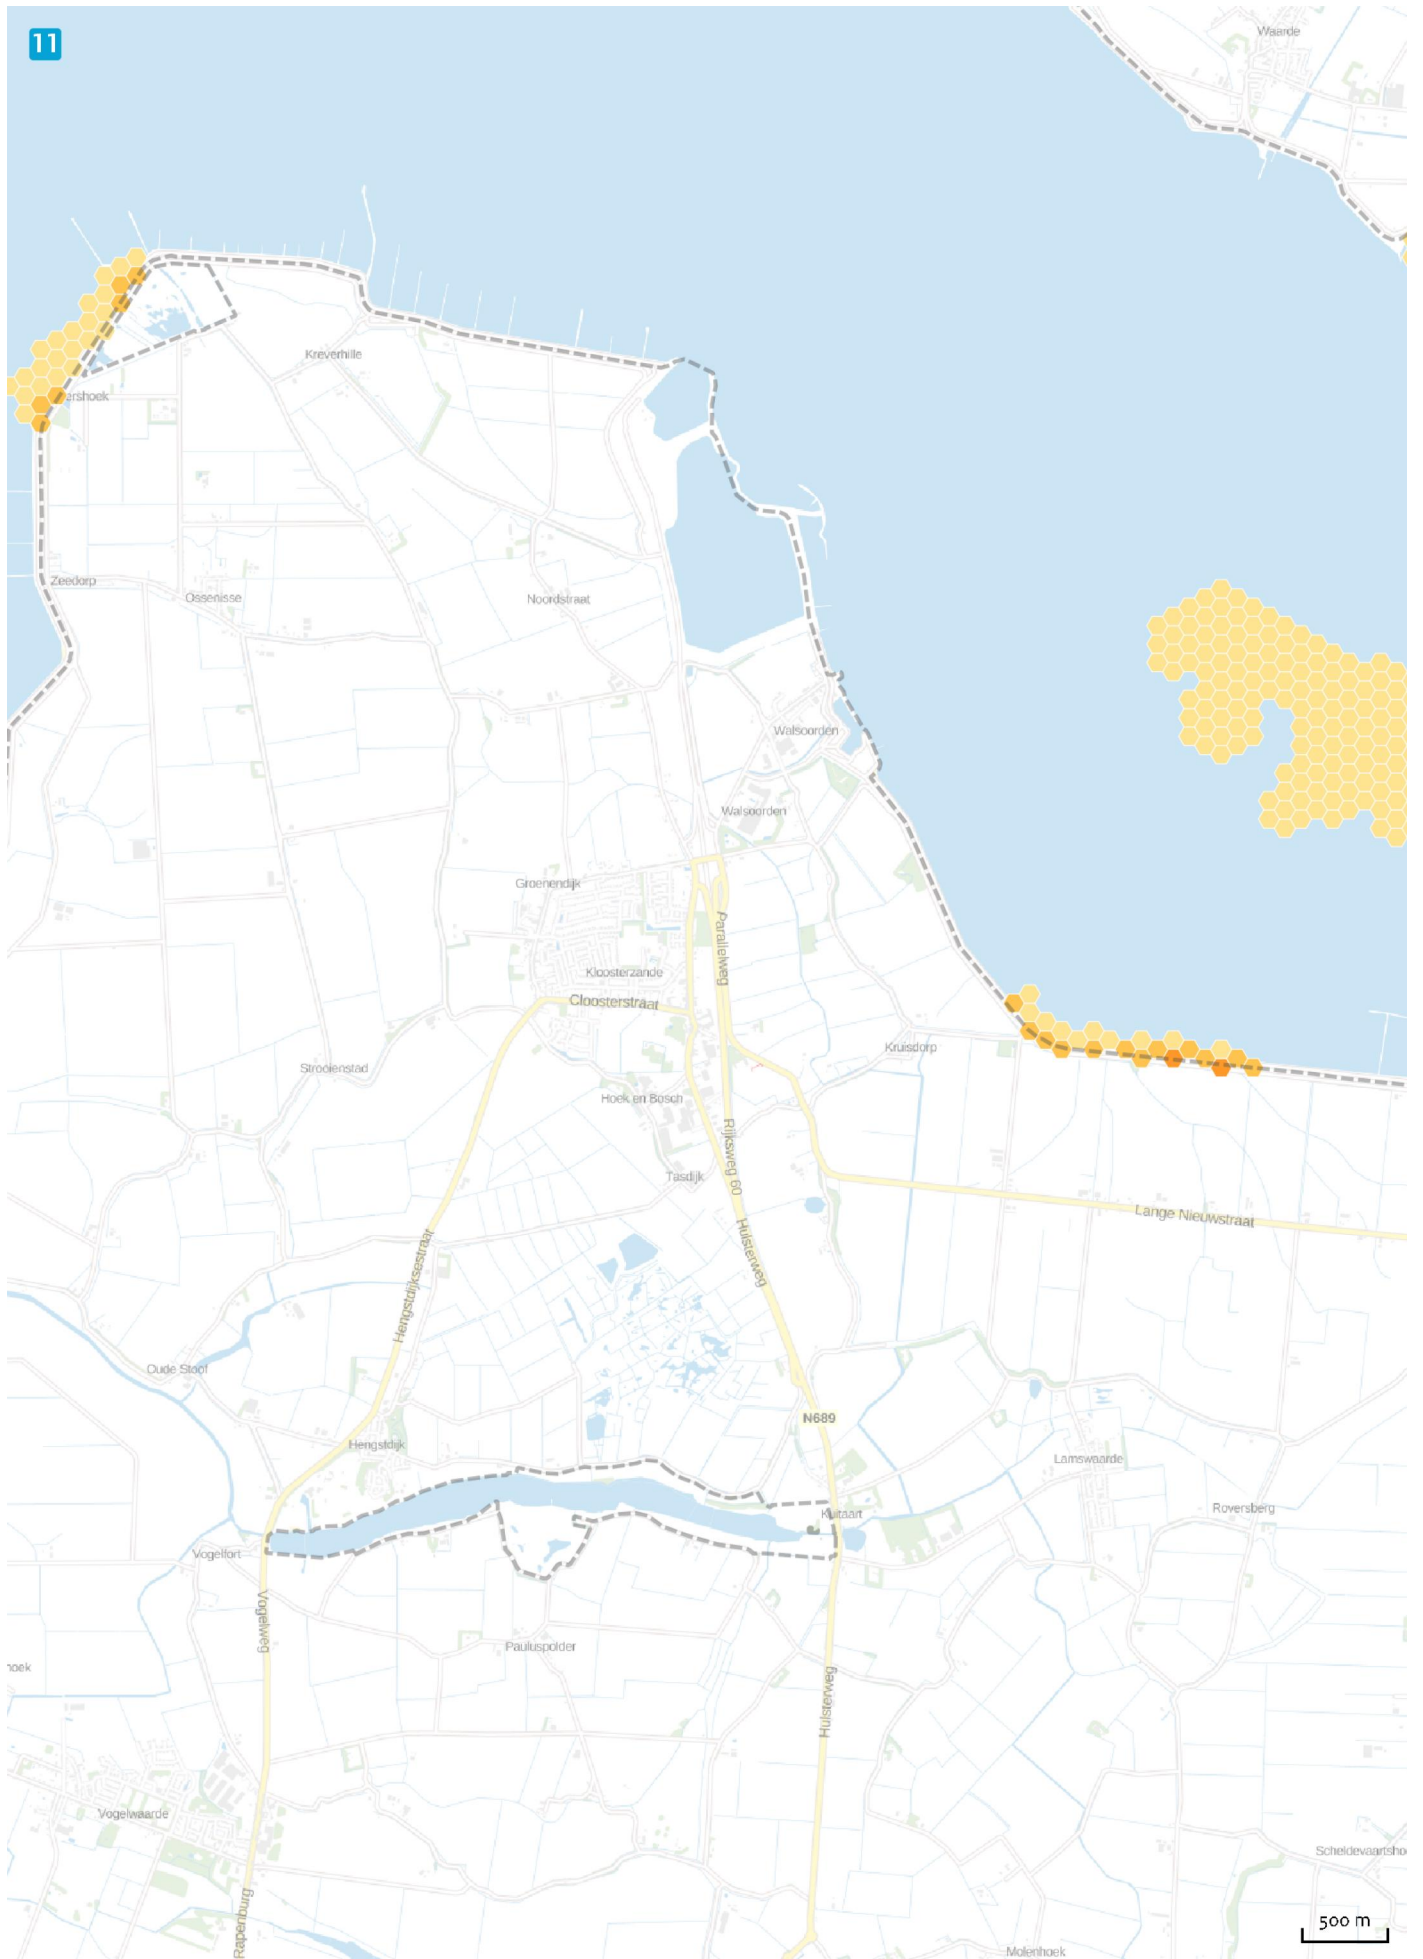 11
Waarde
Kreverhille
ershoek
Zeedorp
Ossenisse
Noordstraat
Walsoorden
Walsoorden
Groenendijk
Parallelweg
Kloosterzande
Cloosterstraat
Kruisdorp
Strooienstad
Hoek en Bosch
Rijksweg 60
Tasdijk
Lange Nieuwstraat
Hulsterweg
Hengstdijksestraat
Oude Stoof
N689
Hengstdijk
Lamswaarde
Roversberg
Kuitaart
Vogelfort
Vogelweg
Pauluspolder
hoek
Hulsterweg
Vogelwaarde
Scheldevaartsho
Rapenburg
500 m
Molenhoek